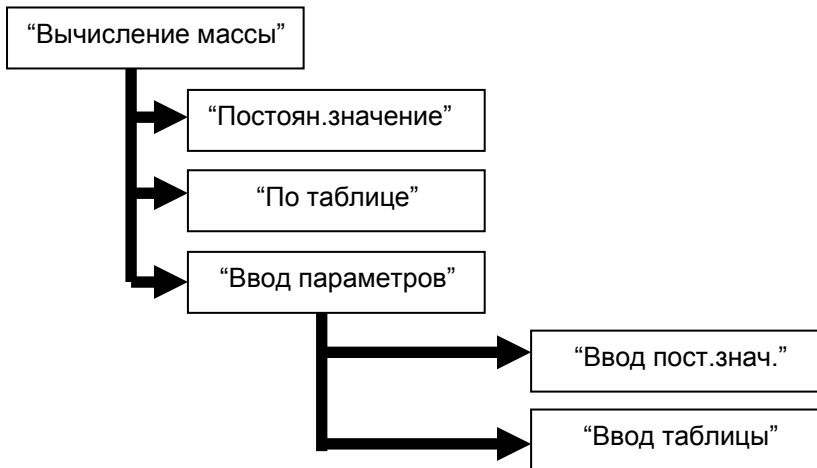 “Вычисление массы”
“Постоян.значение”
“По таблице”
“Ввод параметров”
“Ввод пост.знач.”
“Ввод таблицы”